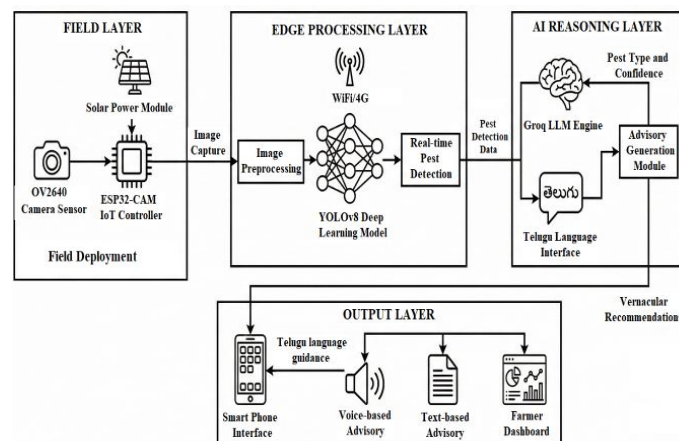 FIELD LAYER
Solar Power Module
OV2640
Camera Sensor
ESP32-CAM
IoT Controller
Field Deployment
Image
Capture
EDGE PROCESSING LAYER
WiFi/4G
Image
Preprocessing
YOLOv8 Deep
Learning Model
Real-time
Pest
Detection
Pest
Detection
Data
AI REASONING LAYER
Pest Type and
Confidence
Groq LLM Engine
Advisory
Generation
Module
తెలుగు
Telugu Language
Interface
Vernacular
Recommendation
OUTPUT LAYER
Telugu language
guidance
Smart Phone
Interface
Voice-based
Advisory
Text-based
Advisory
Farmer
Dashboard